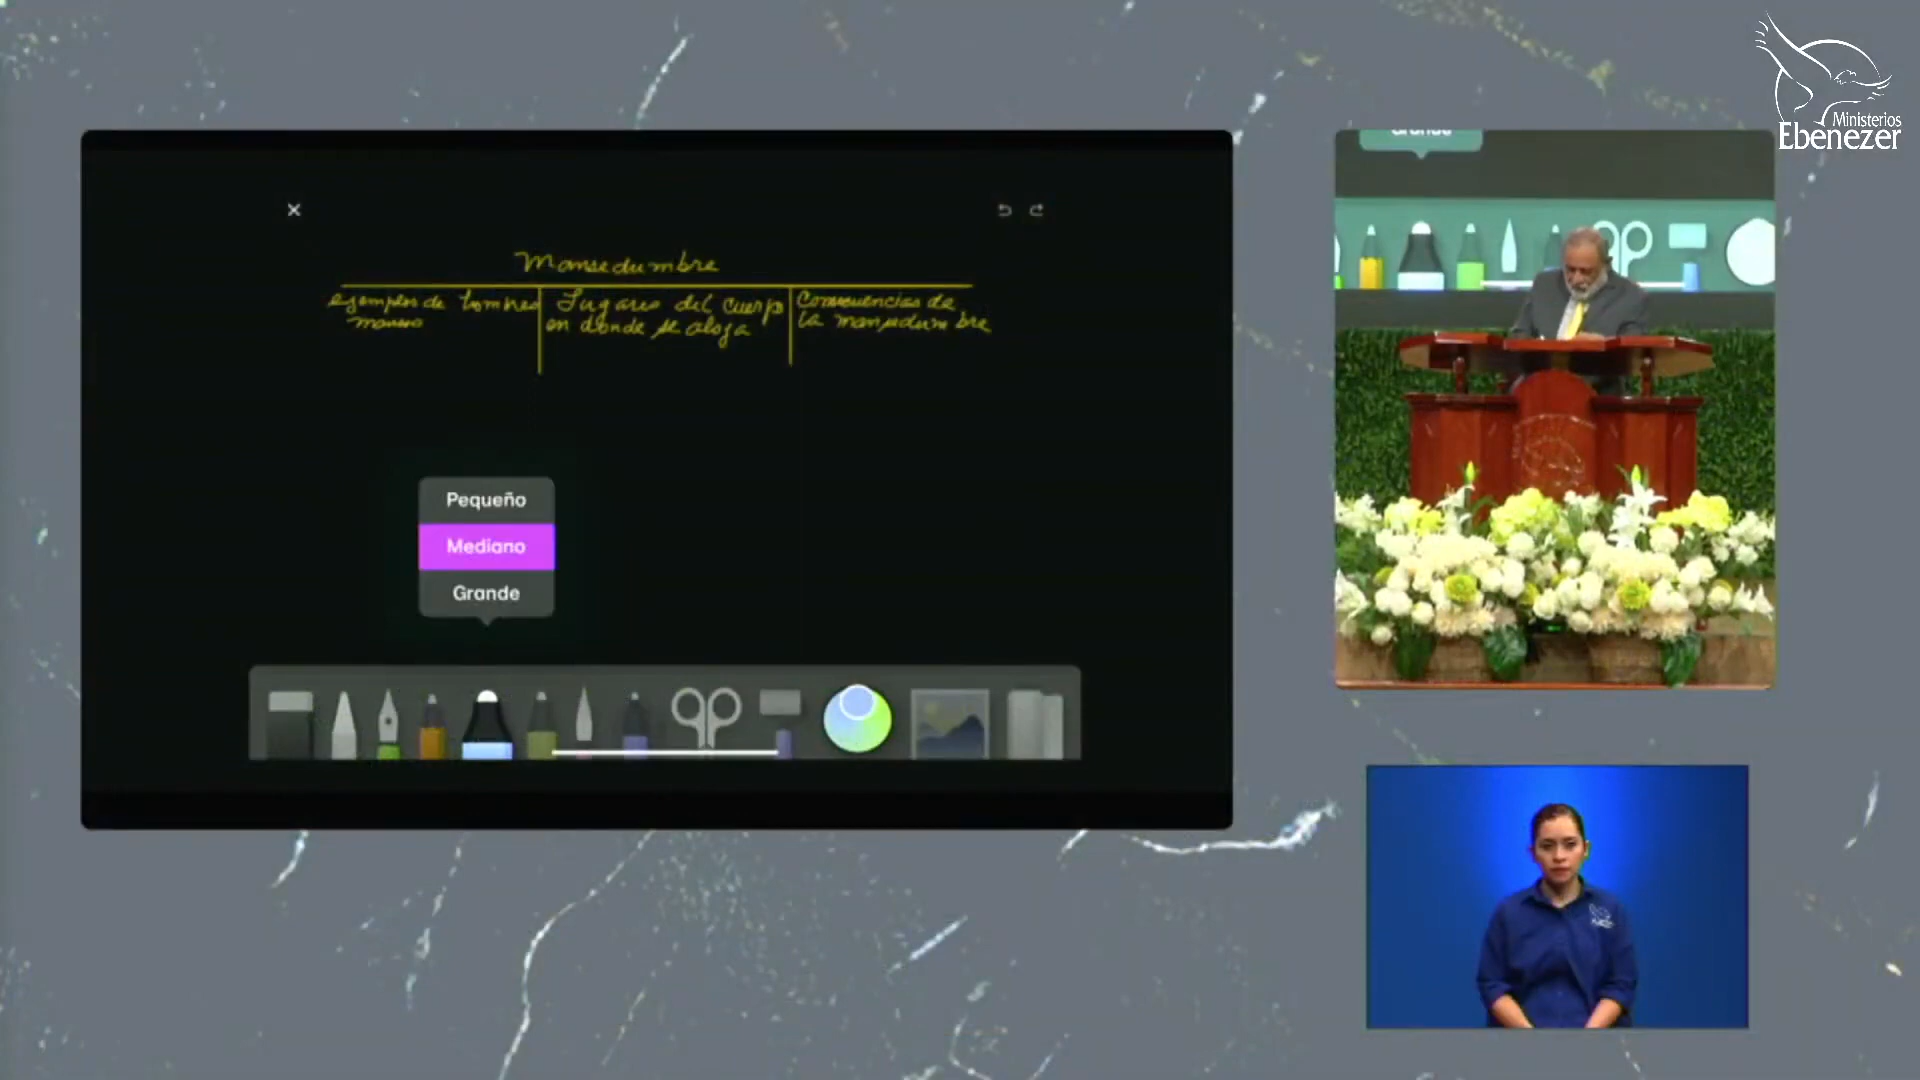 Ministerios
Ebenezer
Grande
Mansedumbre
ejemplos de hombres
mansos
Lugares del cuerpo
en donde se aloja
Consecuencias de
la mansedumbre
Pequeño
Mediano
Grande